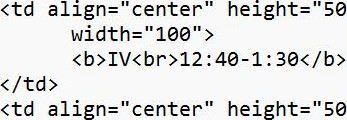 <td align="center" height="50
width="100">
<b>IV<br>12:40-1:30</b>
</td>
<td align="center" height="50